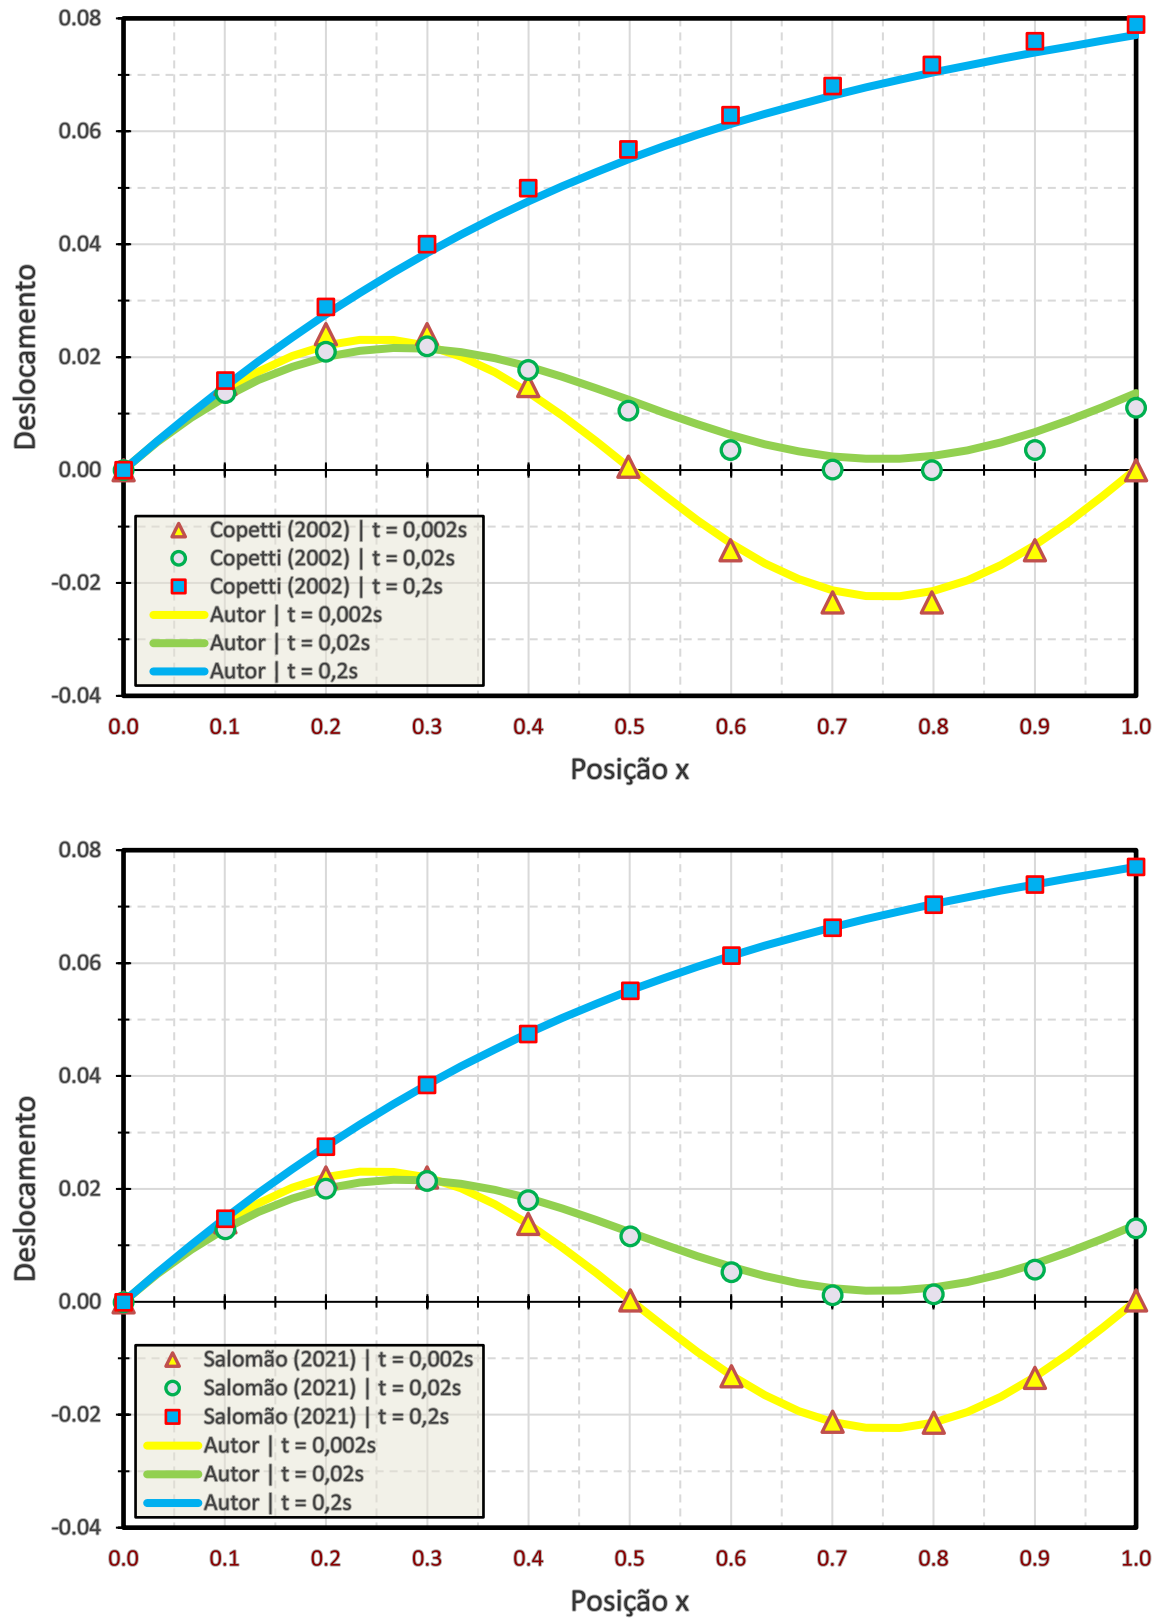 0.08
0.06
0.04
0.02
0.00
-0.02
-0.04
Deslocamento
Copetti (2002) | t = 0,002s
Copetti (2002) | t = 0,02s
Copetti (2002) | t = 0,2s
Autor | t = 0,002s
Autor | t = 0,02s
Autor | t = 0,2s
0.0 0.1 0.2 0.3 0.4 0.5 0.6 0.7 0.8 0.9 1.0
Posição x
0.08
0.06
0.04
0.02
0.00
-0.02
-0.04
Deslocamento
Salomão (2021) | t = 0,002s
Salomão (2021) | t = 0,02s
Salomão (2021) | t = 0,2s
Autor | t = 0,002s
Autor | t = 0,02s
Autor | t = 0,2s
0.0 0.1 0.2 0.3 0.4 0.5 0.6 0.7 0.8 0.9 1.0
Posição x